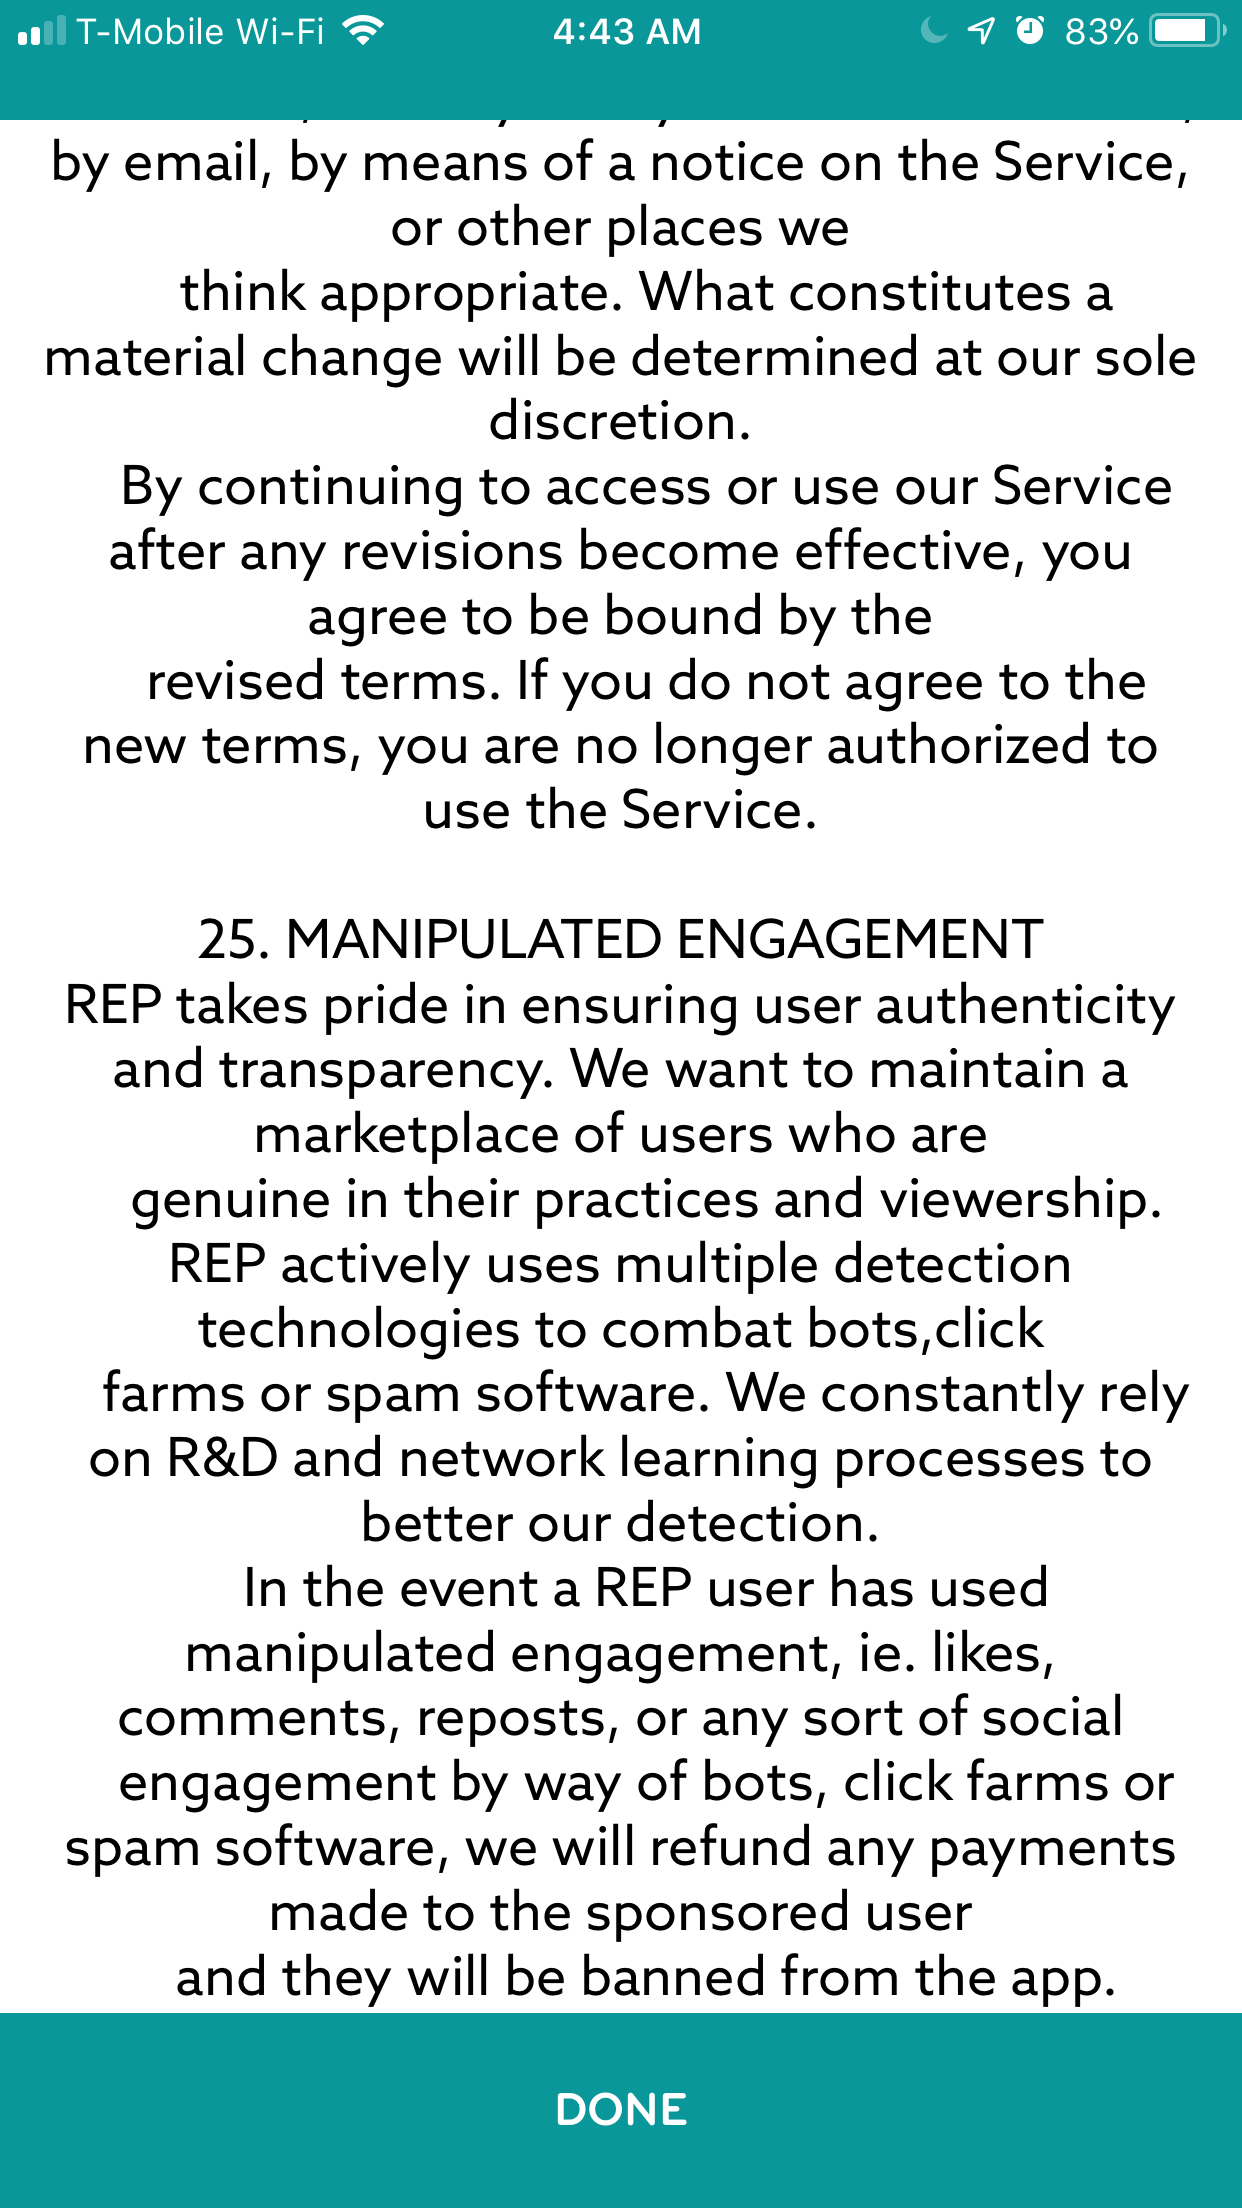 T-Mobile Wi-Fi 4:43 AM 83%
by email, by means of a notice on the Service,
or other places we
think appropriate. What constitutes a
material change will be determined at our sole
discretion.
By continuing to access or use our Service
after any revisions become effective, you
agree to be bound by the
revised terms. If you do not agree to the
new terms, you are no longer authorized to
use the Service.
25. MANIPULATED ENGAGEMENT
REP takes pride in ensuring user authenticity
and transparency. We want to maintain a
marketplace of users who are
genuine in their practices and viewership.
REP actively uses multiple detection
technologies to combat bots,click
farms or spam software. We constantly rely
on R&D and network learning processes to
better our detection.
In the event a REP user has used
manipulated engagement, ie. likes,
comments, reposts, or any sort of social
engagement by way of bots, click farms or
spam software, we will refund any payments
made to the sponsored user
and they will be banned from the app.
DONE